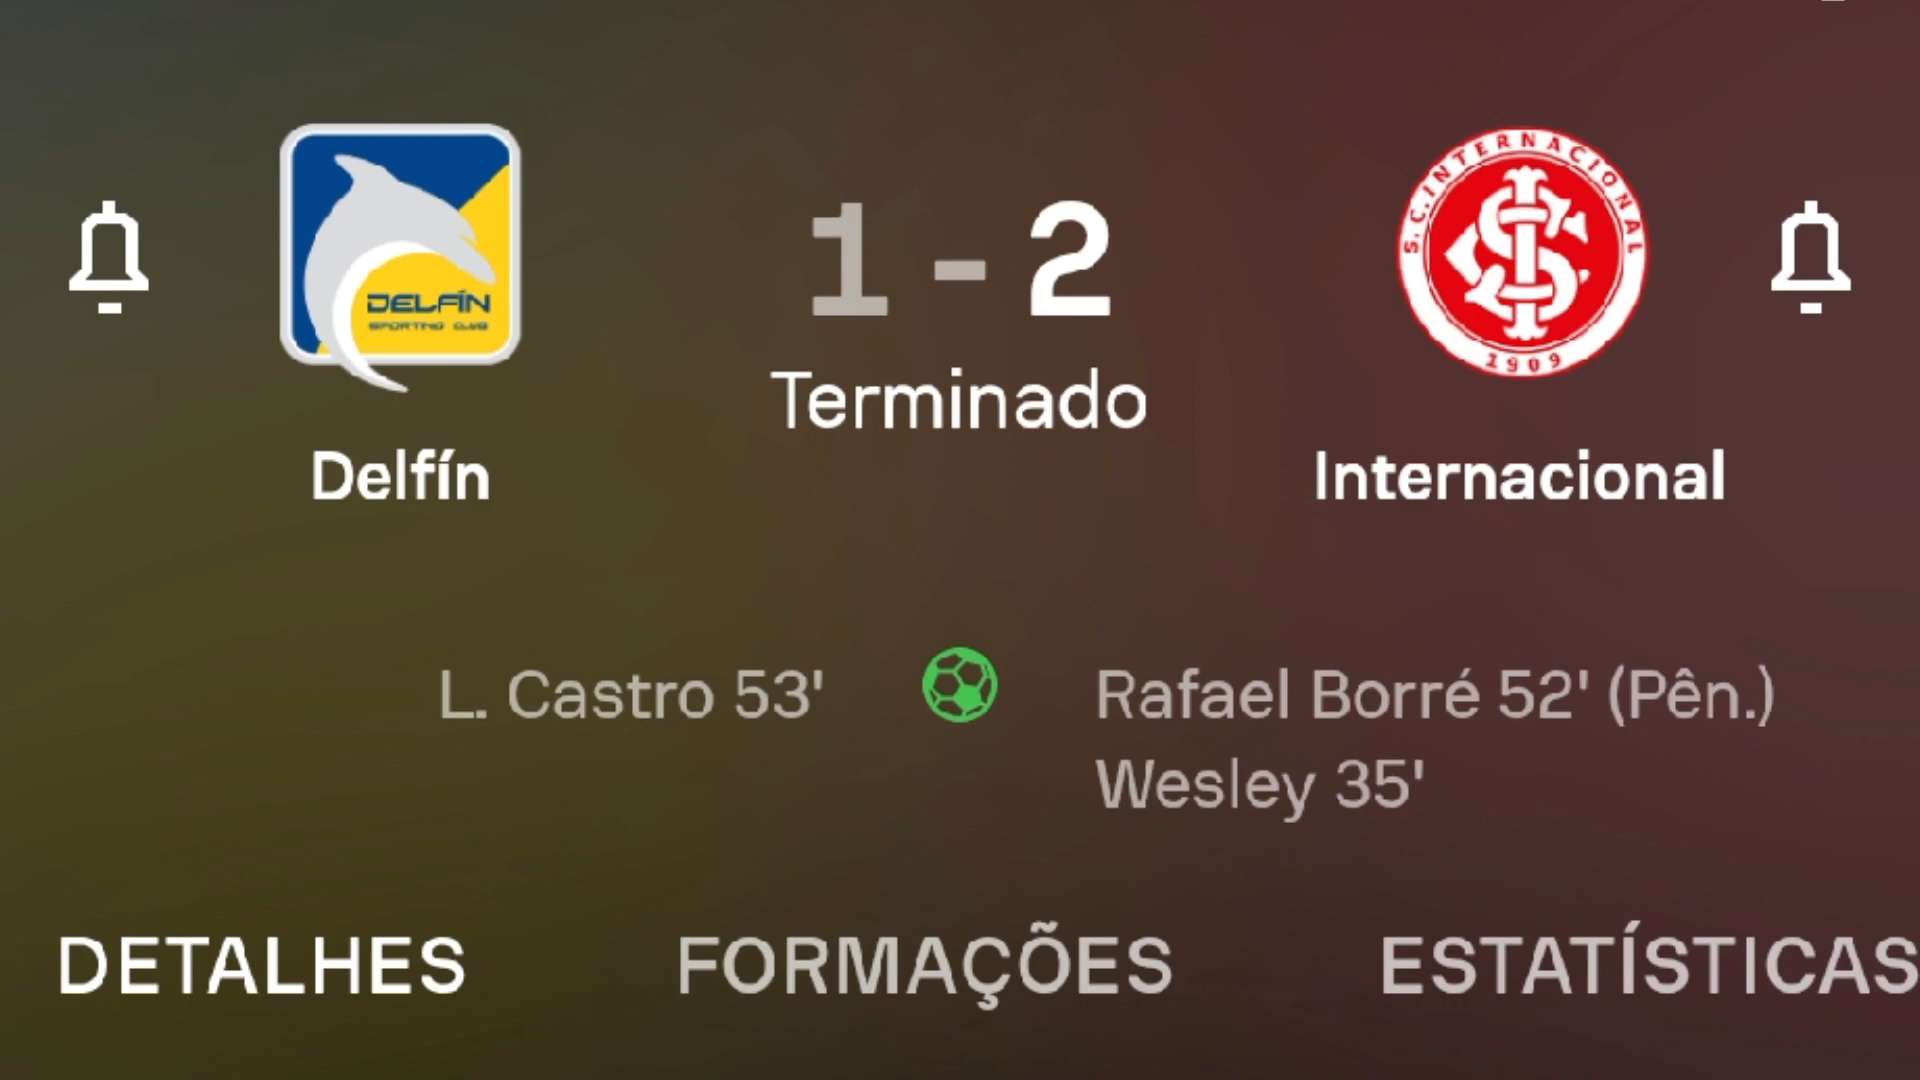 S.C.INTERNACIONAL
1909
DELFÍN
SPORTING CLUB
1 - 2
Terminado
Delfín
Internacional
L. Castro 53'
Rafael Borré 52' (Pên.)
Wesley 35'
DETALHES
FORMAÇÕES
ESTATÍSTICAS